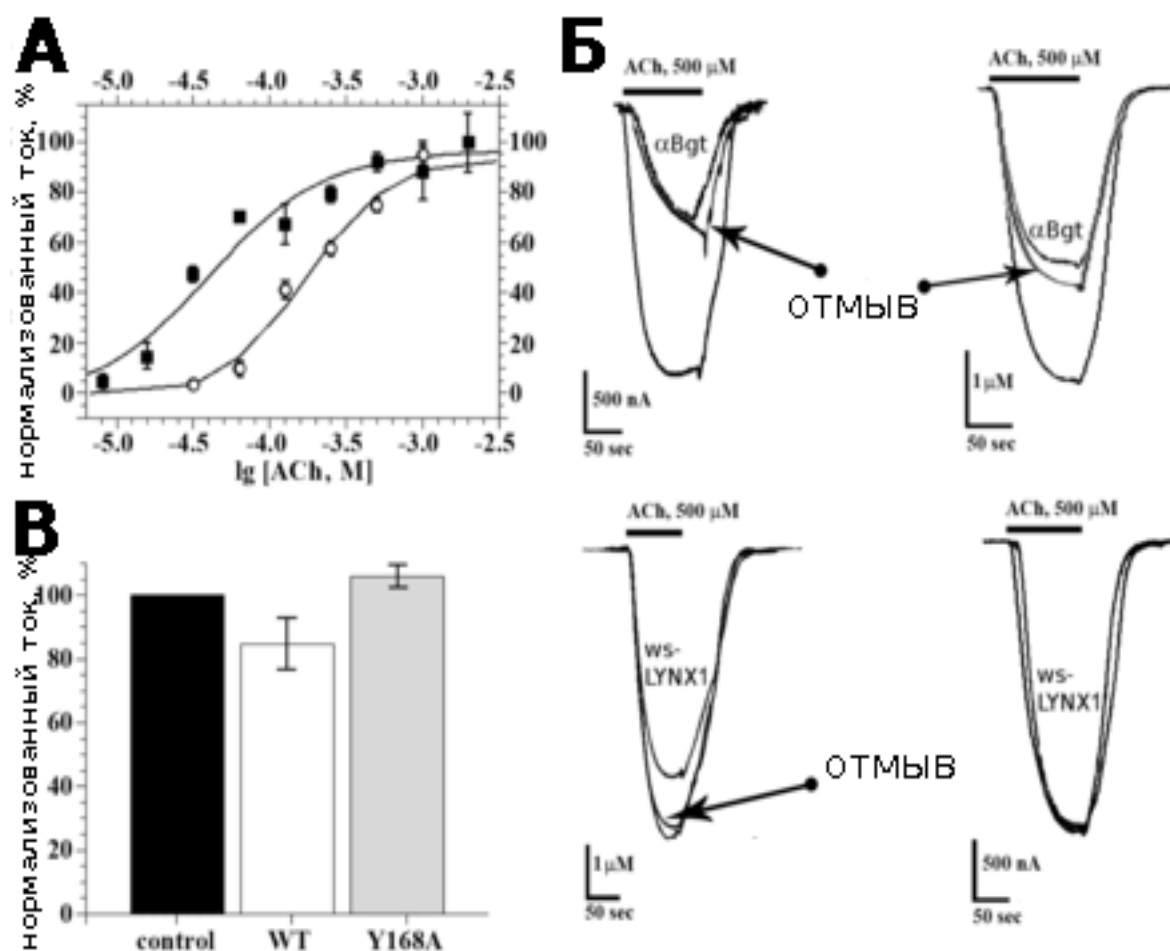 А
-5.0 -4.5 -4.0 -3.5 -3.0 -2.5
нормализованный ток, %
100
80
60
40
20
0
100
80
60
40
20
0
-5.0 -4.5 -4.0 -3.5 -3.0 -2.5
lg [ACh, M]
Б
ACh, 500 µM
αBgt
500 nA
50 sec
ACh, 500 µM
αBgt
1 µM
50 sec
отмыв
ACh, 500 µM
ws-
LYNX1
1 µM
50 sec
ACh, 500 µM
ws-
LYNX1
500 nA
50 sec
отмыв
В
нормализованный ток, %
100
80
60
40
20
0
control WT Y168A